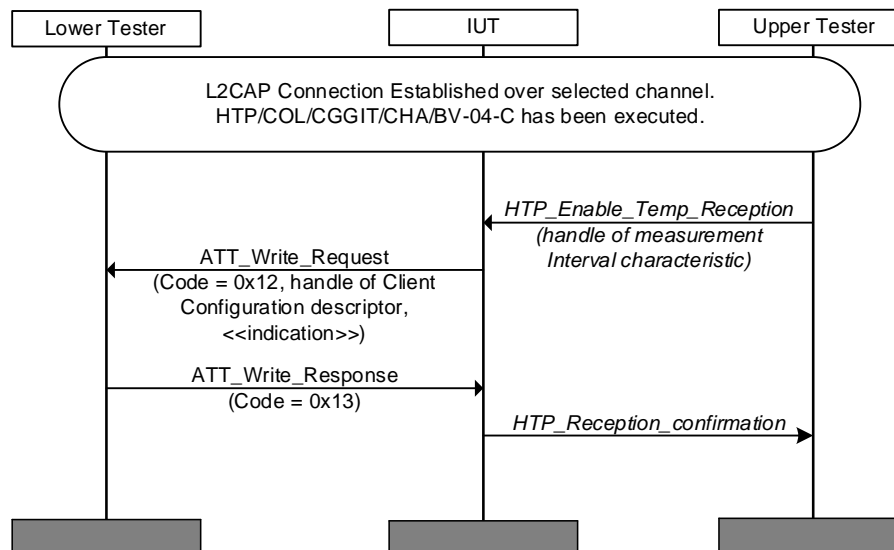 Lower Tester
IUT
Upper Tester
L2CAP Connection Established over selected channel.
HTP/COL/CGGIT/CHA/BV-04-C has been executed.
HTP_Enable_Temp_Reception
(handle of measurement
Interval characteristic)
ATT_Write_Request
(Code = 0x12, handle of Client
Configuration descriptor,
<<indication>>)
ATT_Write_Response
(Code = 0x13)
HTP_Reception_confirmation